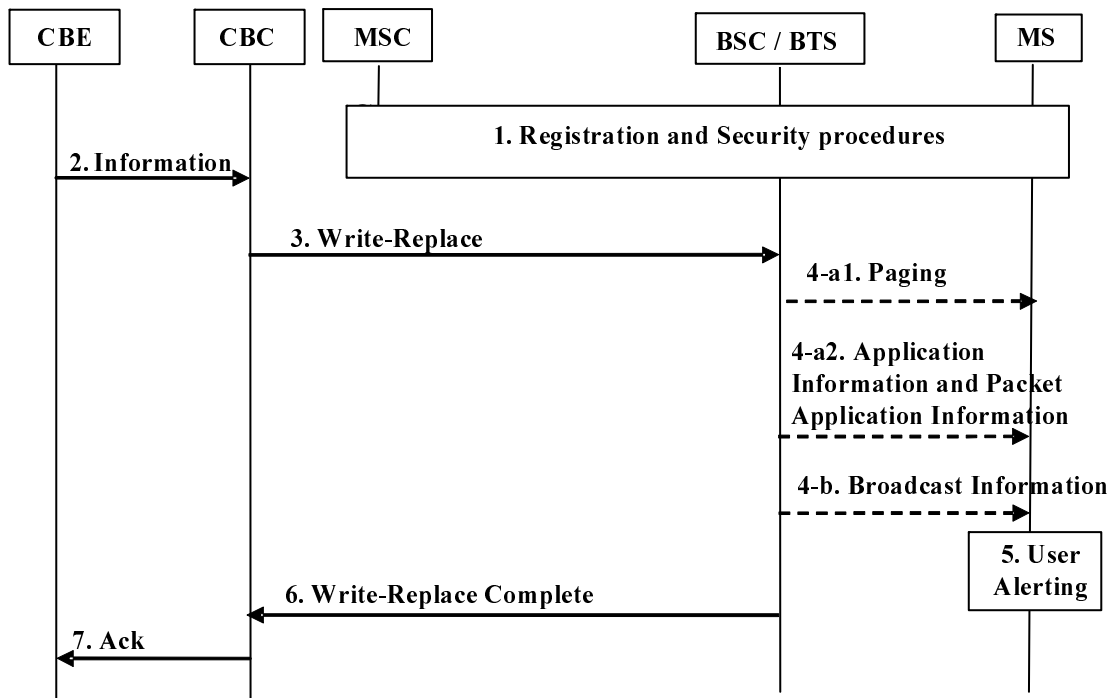 CBE
CBC
MSC
BSC / BTS
MS
1. Registration and Security procedures
2. Information
3. Write-Replace
4-a1. Paging
4-a2. Application
Information and Packet
Application Information
4-b. Broadcast Information
5. User
Alerting
6. Write-Replace Complete
7. Ack